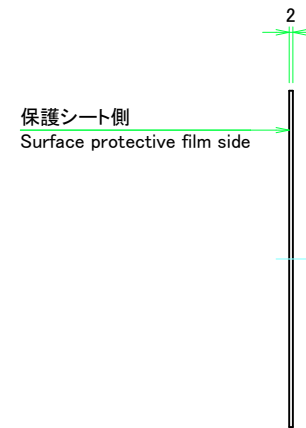 2
保護シート側
Surface protective film side